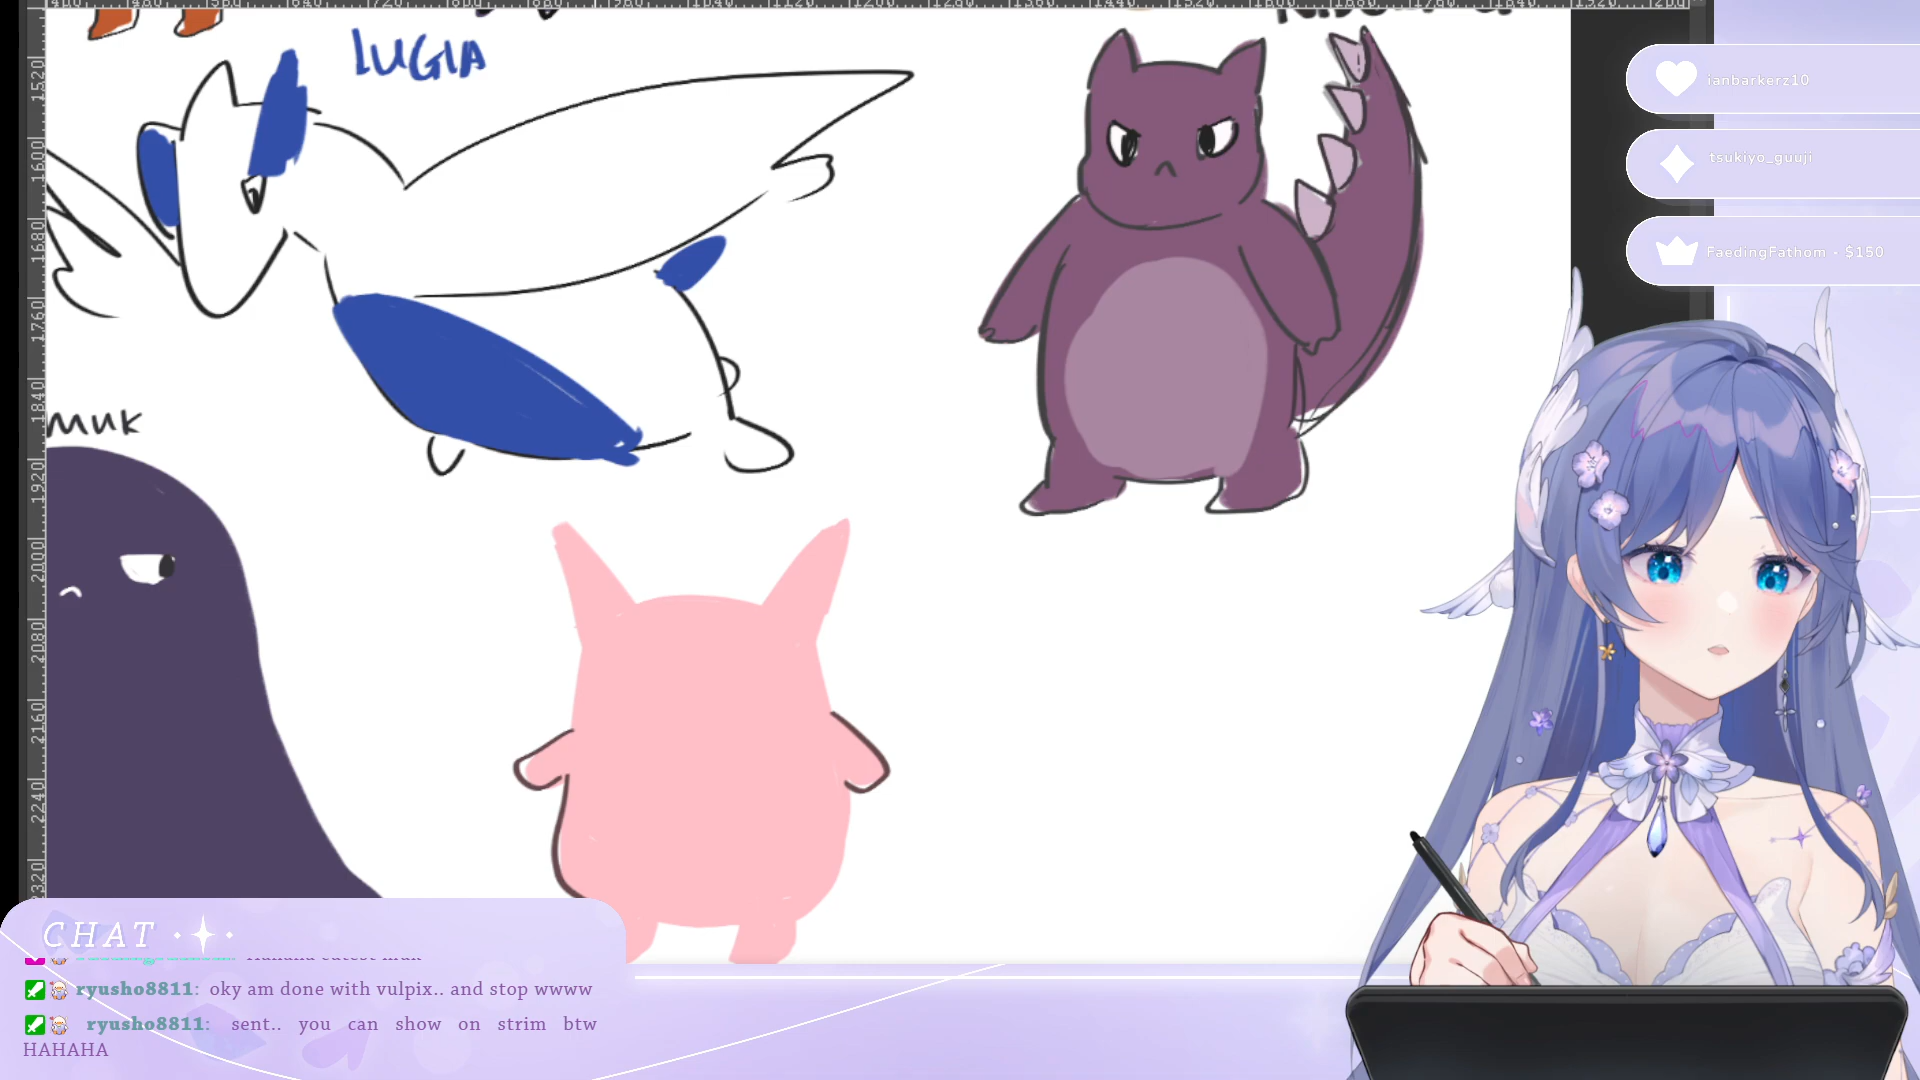 LUGIA
ianbarkerz10
tsukiyo_guuji
FaedingFathom - $150
MUK
CHAT
ryusho8811: oky am done with vulpix.. and stop wwww
ryusho8811: sent.. you can show on strim btw
HAHAHA